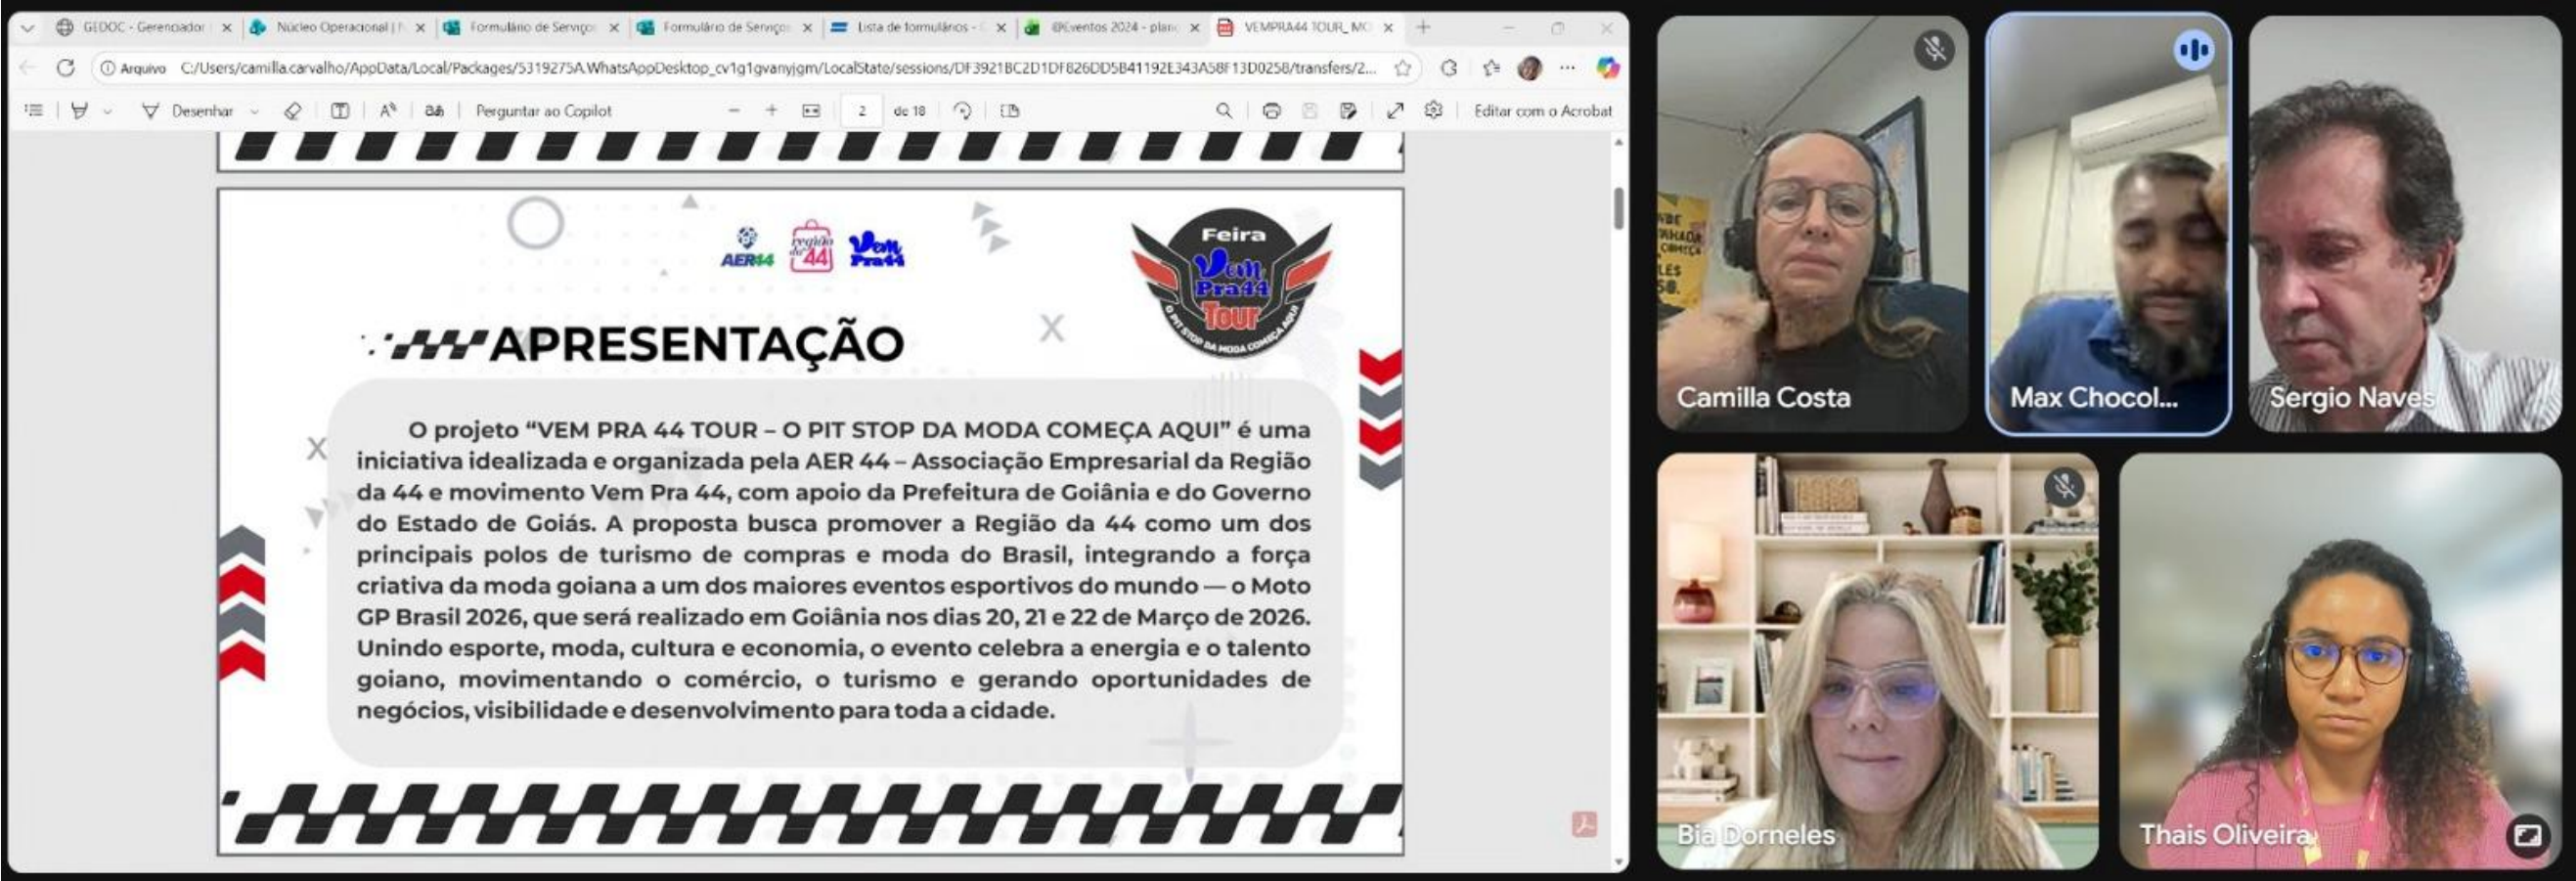 GEDOC - Gerenciador
Núcleo Operacional |
Formulário de Serviço
Formulário de Serviço
Lista de formulários -
@Eventos 2024 - plan
VEMPRA44 TOUR_ MO
Arquivo C:/Users/camilla.carvalho/AppData/Local/Packages/5319275A.WhatsAppDesktop_cv1g1gvanyjgm/LocalState/sessions/DF3921BC2D1DF826DD5B41192E343A58F13D0258/transfers/2...
Desenhar
Perguntar ao Copilot
2 de 18
Editar com o Acrobat
AER44
região da 44
Vem Pra44
Feira
Vem
Pra44
Tour
O PIT STOP DA MODA COMEÇA AQUI
APRESENTAÇÃO
O projeto “VEM PRA 44 TOUR – O PIT STOP DA MODA COMEÇA AQUI” é uma
iniciativa idealizada e organizada pela AER 44 – Associação Empresarial da Região
da 44 e movimento Vem Pra 44, com apoio da Prefeitura de Goiânia e do Governo
do Estado de Goiás. A proposta busca promover a Região da 44 como um dos
principais polos de turismo de compras e moda do Brasil, integrando a força
criativa da moda goiana a um dos maiores eventos esportivos do mundo — o Moto
GP Brasil 2026, que será realizado em Goiânia nos dias 20, 21 e 22 de Março de 2026.
Unindo esporte, moda, cultura e economia, o evento celebra a energia e o talento
goiano, movimentando o comércio, o turismo e gerando oportunidades de
negócios, visibilidade e desenvolvimento para toda a cidade.
Camilla Costa
Max Chocol...
Sergio Naves
Bia Dorneles
Thais Oliveira